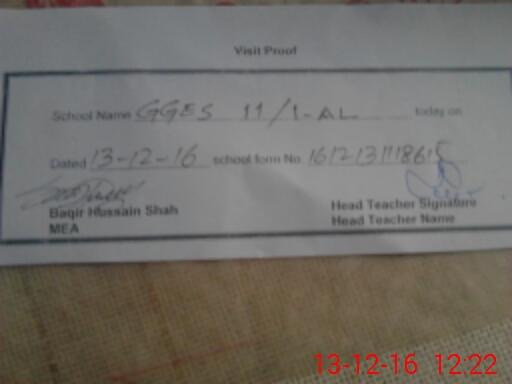 Visit Proof
School Name GGES 11/1-AL today on
Dated 13-12-16 school form No. 1612131118615
Baqir Hussain Shah Head Teacher Signature
MEA Head Teacher Name
13-12-16 12:22